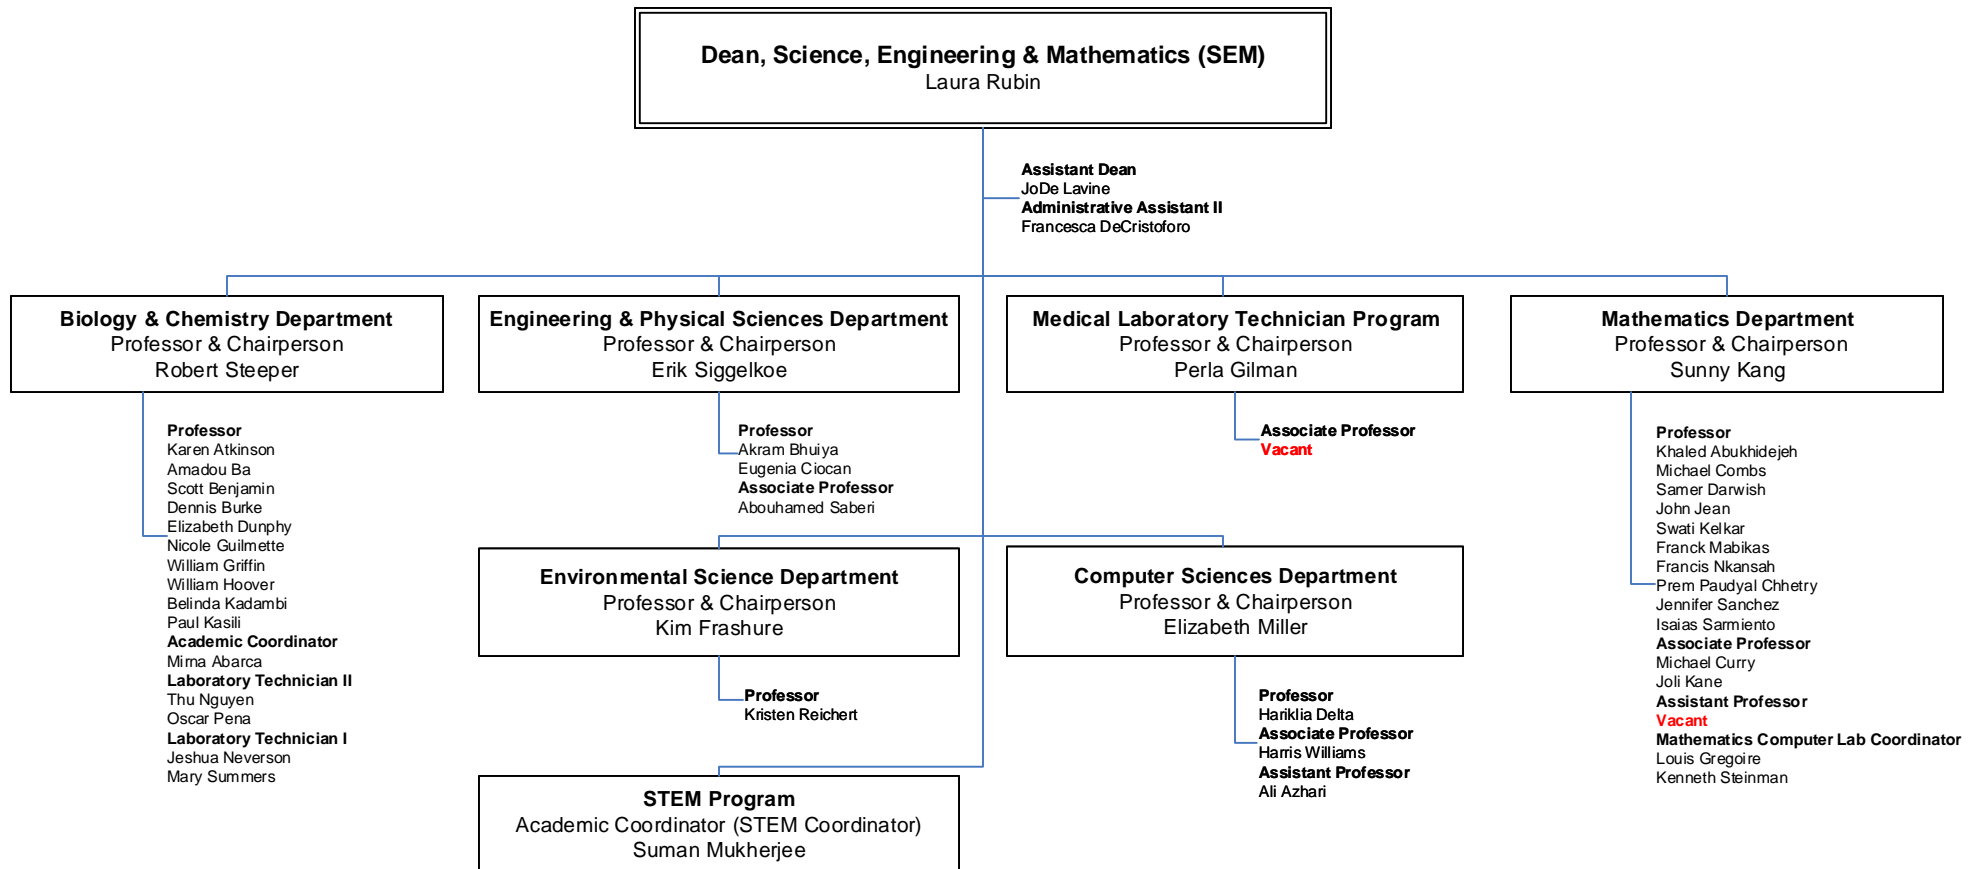 Dean, Science, Engineering & Mathematics (SEM)
Laura Rubin
Assistant Dean
JoDe Lavine
Administrative Assistant II
Francesca DeCristoforo
Biology & Chemistry Department
Professor & Chairperson
Robert Steeper
Professor
Karen Atkinson
Amadou Ba
Scott Benjamin
Dennis Burke
Elizabeth Dunphy
Nicole Guilmette
William Griffin
William Hoover
Belinda Kadambi
Paul Kasili
Academic Coordinator
Mirna Abarca
Laboratory Technician II
Thu Nguyen
Oscar Pena
Laboratory Technician I
Jeshua Neverson
Mary Summers
Engineering & Physical Sciences Department
Professor & Chairperson
Erik Siggelkoe
Professor
Akram Bhuiya
Eugenia Ciocan
Associate Professor
Abouhamed Saberi
Medical Laboratory Technician Program
Professor & Chairperson
Perla Gilman
Associate Professor
Vacant
Mathematics Department
Professor & Chairperson
Sunny Kang
Professor
Khaled Abukhidejeh
Michael Combs
Samer Darwish
John Jean
Swati Kelkar
Franck Mabikas
Francis Nkansah
Prem Paudyal Chhetry
Jennifer Sanchez
Isaias Sarmiento
Associate Professor
Michael Curry
Joli Kane
Assistant Professor
Vacant
Mathematics Computer Lab Coordinator
Louis Gregoire
Kenneth Steinman
Environmental Science Department
Professor & Chairperson
Kim Frashure
Professor
Kristen Reichert
Computer Sciences Department
Professor & Chairperson
Elizabeth Miller
Professor
Hariklia Delta
Associate Professor
Harris Williams
Assistant Professor
Ali Azhari
STEM Program
Academic Coordinator (STEM Coordinator)
Suman Mukherjee